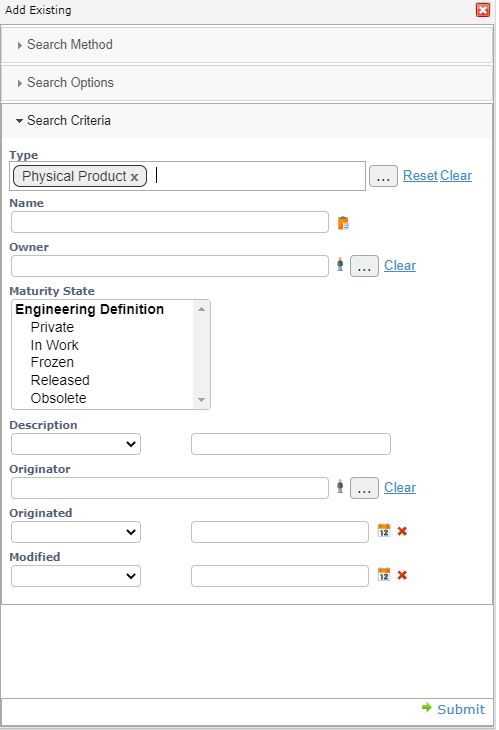 Add Existing
Search Method
Search Options
Search Criteria
Type
Physical Product x
... Reset Clear
Name
Owner
... Clear
Maturity State
Engineering Definition
Private
In Work
Frozen
Released
Obsolete
Description
Originator
... Clear
Originated
12
Modified
12
Submit